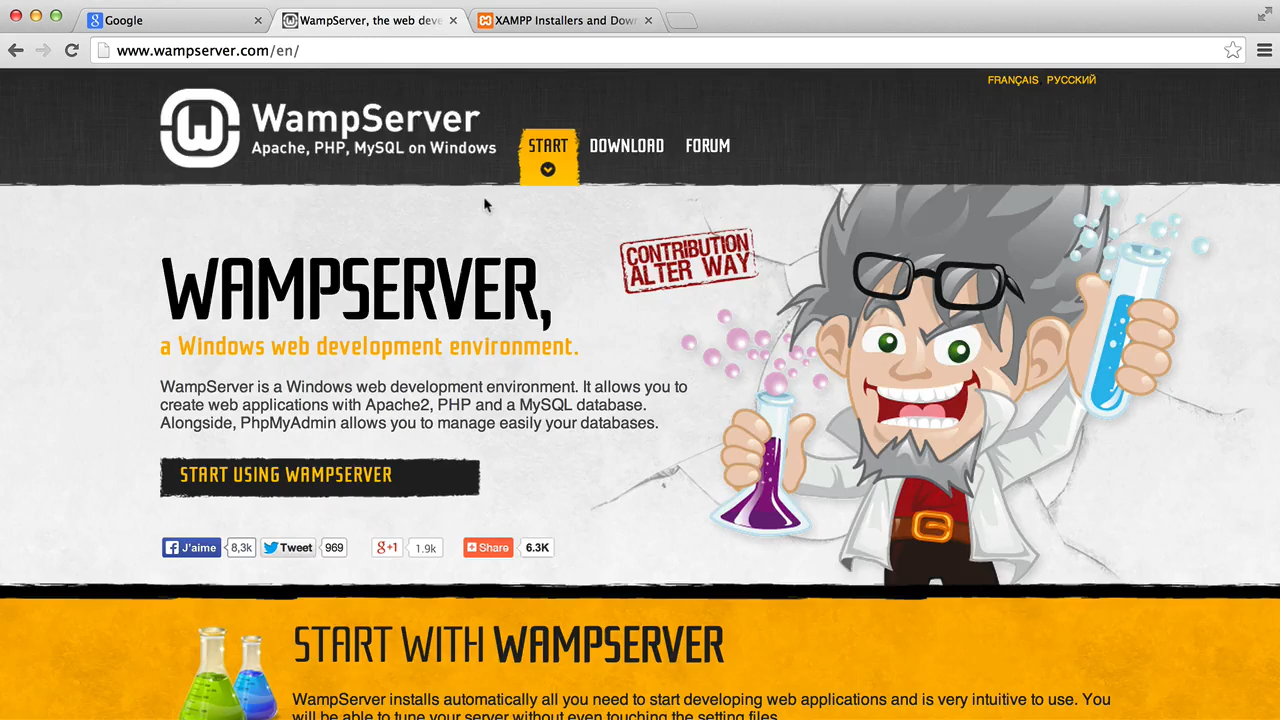 Google
WampServer, the web deve
XAMPP Installers and Dow
www.wampserver.com/en/
FRANÇAIS РУССКИЙ
WampServer
Apache, PHP, MySQL on Windows
START DOWNLOAD FORUM
CONTRIBUTION
ALTER WAY
WAMPSERVER,
a Windows web development environment.
WampServer is a Windows web development environment. It allows you to
create web applications with Apache2, PHP and a MySQL database.
Alongside, PhpMyAdmin allows you to manage easily your databases.
START USING WAMPSERVER
J'aime 8,3k Tweet 969 g+1 1.9k Share 6.3K
START WITH WAMPSERVER
WampServer installs automatically all you need to start developing web applications and is very intuitive to use. You
will be able to tune your server without even touching the setting files.